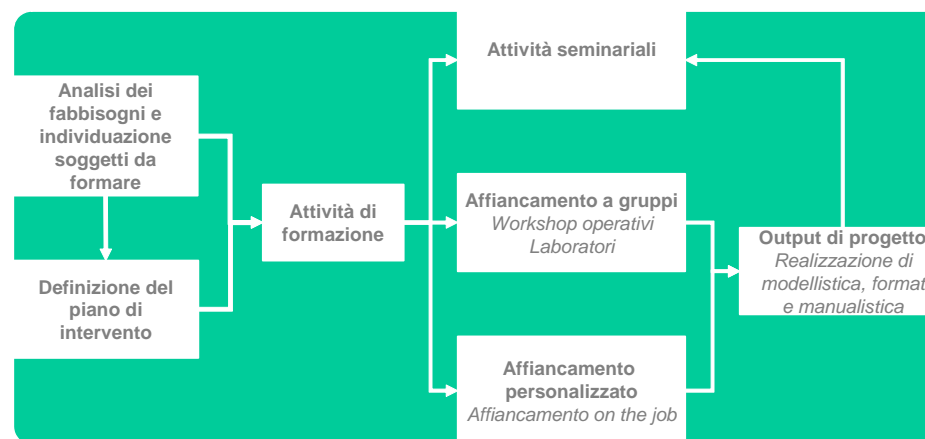 Analisi dei
fabbisogni e
individuazione
soggetti da
formare
Definizione del
piano di
intervento
Attività di
formazione
Attività seminariali
Affiancamento a gruppi
Workshop operativi
Laboratori
Affiancamento
personalizzato
Affiancamento on the job
Output di progetto
Realizzazione di
modellistica, format
e manualistica